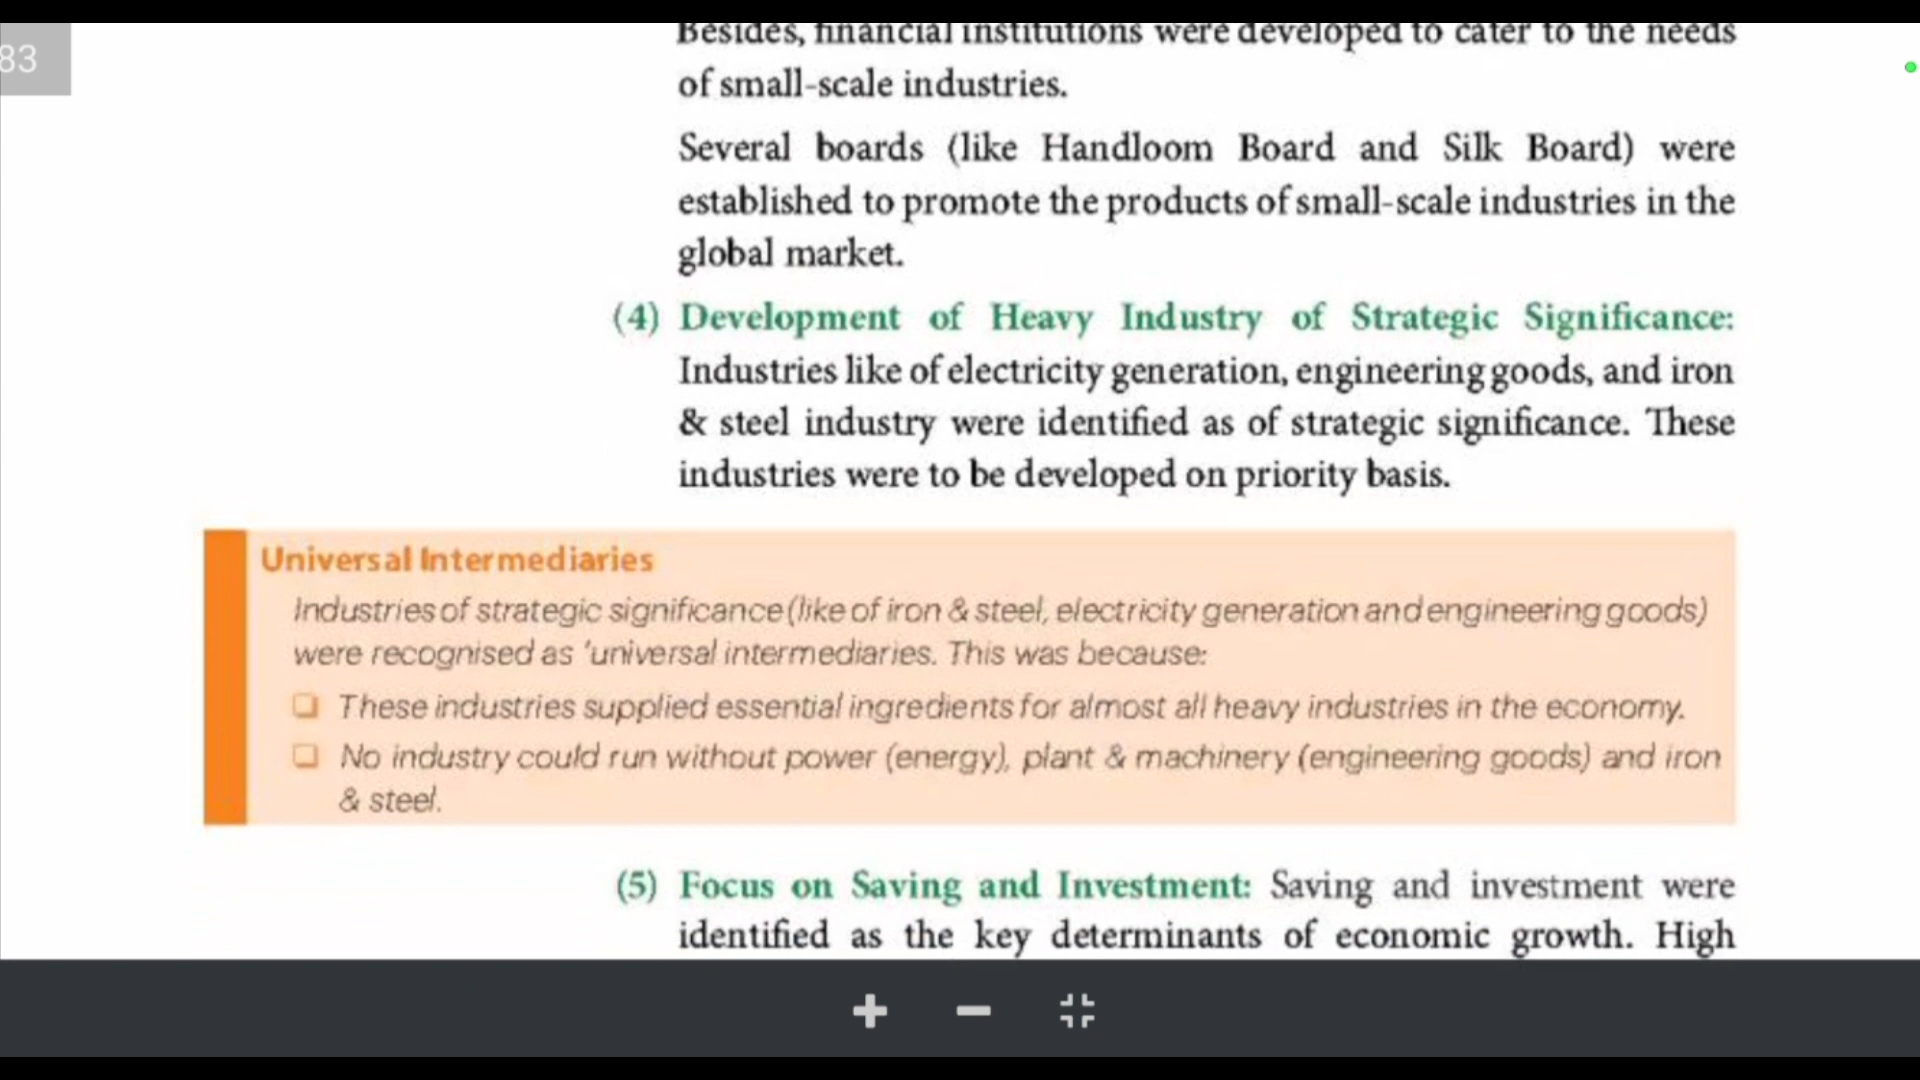 Besides, financial institutions were developed to cater to the needs
83
of small-scale industries.
Several boards (like Handloom Board and Silk Board) were
established to promote the products of small-scale industries in the
global market.
(4) Development of Heavy Industry of Strategic Significance:
Industries like of electricity generation, engineering goods, and iron
& steel industry were identified as of strategic significance. These
industries were to be developed on priority basis.
Universal Intermediaries
Industries of strategic significance (like of iron & steel, electricity generation and engineering goods)
were recognised as 'universal intermediaries. This was because:
❑ These industries supplied essential ingredients for almost all heavy industries in the economy.
❑ No industry could run without power (energy), plant & machinery (engineering goods) and iron
& steel.
(5) Focus on Saving and Investment: Saving and investment were
identified as the key determinants of economic growth. High